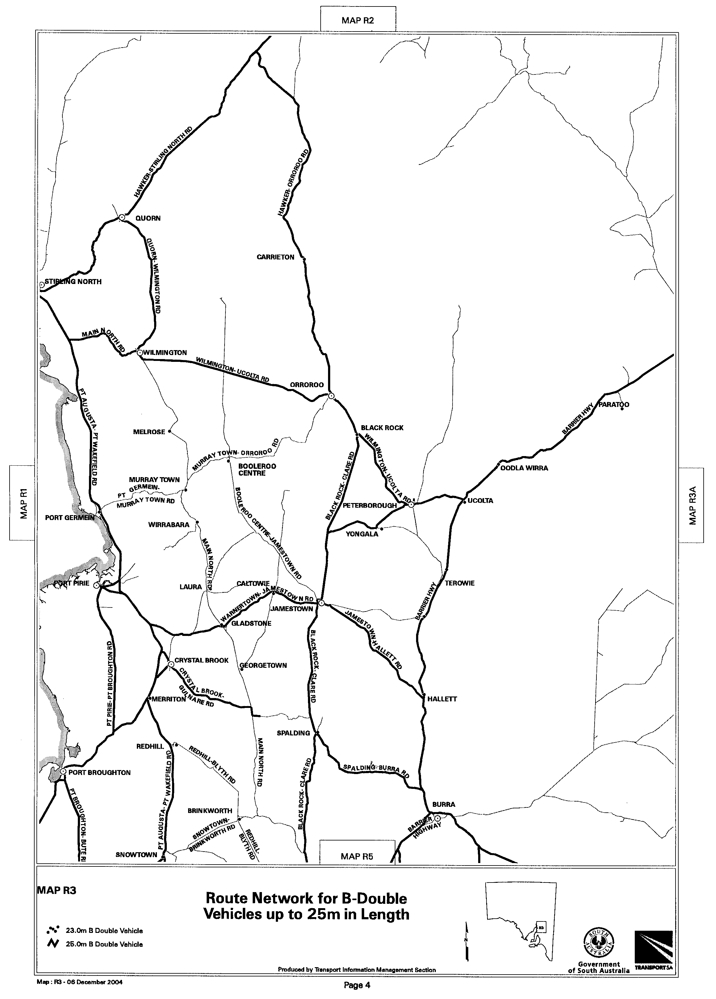 MAP R2
HAWKER-STIRLING NORTH RD
HAWKER- ORROROO RD
QUORN
QUORN- WILMINGTON RD
CARRIETON
STIRLING NORTH
MAIN NORTH RD
WILMINGTON
WILMINGTON- UCOLTA RD
ORROROO
PT AUGUSTA- PT WAKEFIELD RD
PARATOO
BARRIER HWY
BLACK ROCK
MELROSE
WILMINGTON- UCOLTA RD
MURRAY TOWN- ORROROO RD
BOOLEROO
CENTRE
BLACK ROCK- CLARE RD
OODLA WIRRA
MURRAY TOWN
PT GERMEIN-
MURRAY TOWN RD
MAP R1
MAP R3A
PORT GERMEIN
BOOLEROO CENTRE-JAMESTOWN RD
PETERBOROUGH
UCOLTA
WIRRABARA
YONGALA
MAIN NORTH RD
PORT PIRIE
LAURA
CALTOWIE
TEROWIE
WARNERTOWN- JAMESTOWN RD
JAMESTOWN
BARRIER HWY
GLADSTONE
JAMESTOWN-HALLETT RD
BLACK ROCK- CLARE RD
PT PIRIE- PT BROUGHTON RD
CRYSTAL BROOK
GEORGETOWN
CRYSTAL BROOK-
GULNARE RD
MERRITON
HALLETT
SPALDING
REDHILL
REDHILL-BLYTH RD
MAIN NORTH RD
PT AUGUSTA- PT WAKEFIELD RD
BLACK ROCK- CLARE RD
SPALDING-BURRA RD
PORT BROUGHTON
PT BROUGHTON- BUTE R
BRINKWORTH
BURRA
SNOWTOWN-
BRINKWORTH RD
REDHILL-
BLYTH RD
BARRIER
HIGHWAY
SNOWTOWN
MAP R5
MAP R3
Route Network for B-Double
Vehicles up to 25m in Length
23.0m B Double Vehicle
25.0m B Double Vehicle
N
R3
SOUTH AUSTRALIA
Government
of South Australia
TRANSPORT SA
Produced by Transport Information Management Section
Map : R3 - 06 December 2004
Page 4